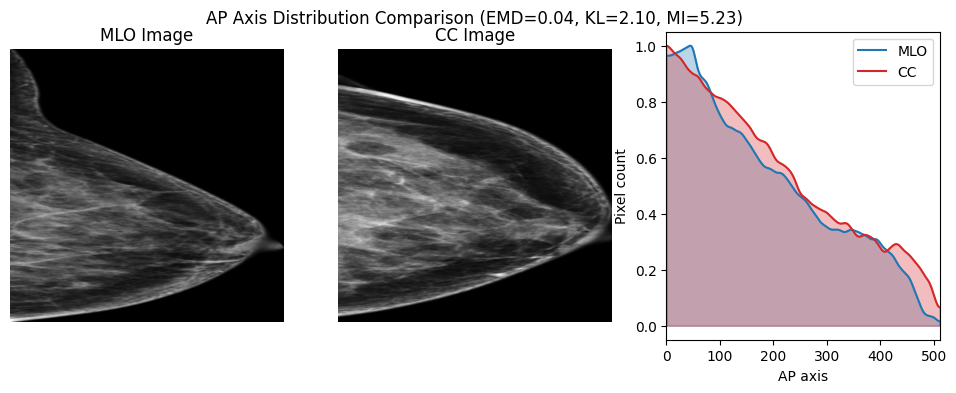 AP Axis Distribution Comparison (EMD=0.04, KL=2.10, MI=5.23)
MLO Image
CC Image
MLO
CC
Pixel count
1.0
0.8
0.6
0.4
0.2
0.0
0 100 200 300 400 500
AP axis